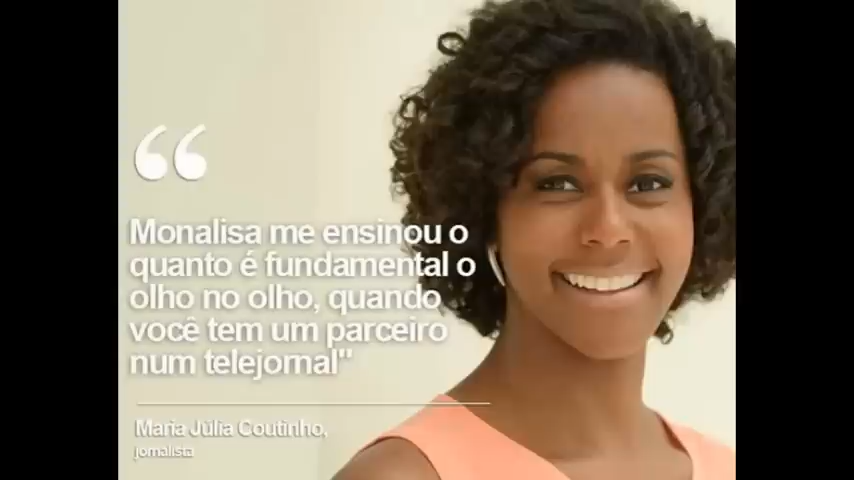 “
Monalisa me ensinou o
quanto é fundamental o
olho no olho, quando
você tem um parceiro
num telejornal"
Maria Júlia Coutinho,
jornalista